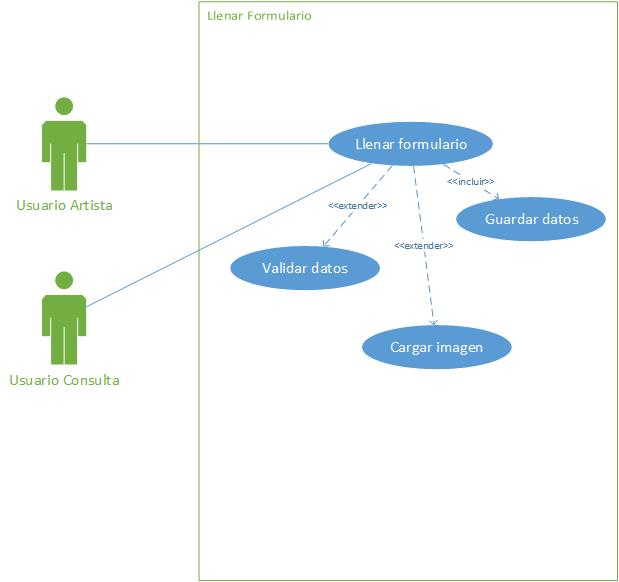 Llenar Formulario
Llenar formulario
<<incluir>>
Usuario Artista
<<extender>>
Guardar datos
<<extender>>
Validar datos
Cargar imagen
Usuario Consulta